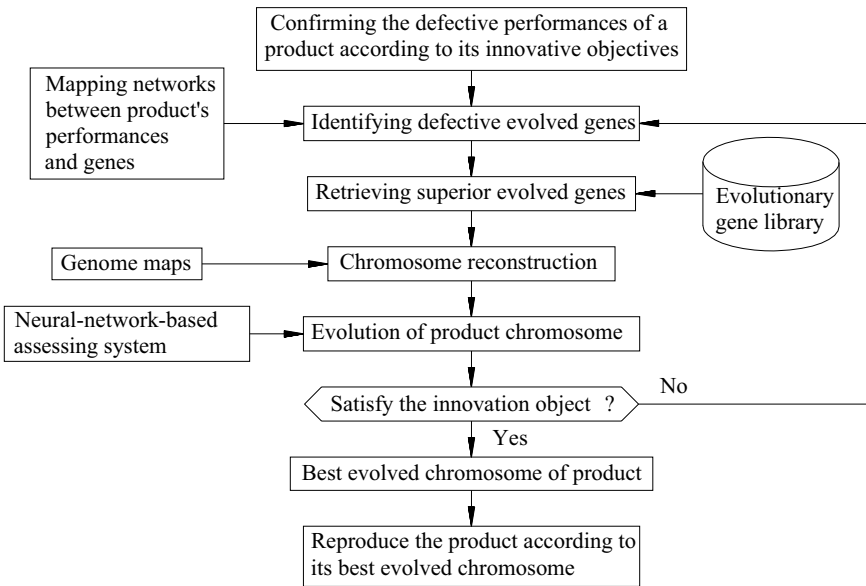 Confirming the defective performances of a
product according to its innovative objectives
Mapping networks
between product's
performances
and genes
Identifying defective evolved genes
Retrieving superior evolved genes
Evolutionary
gene library
Genome maps
Chromosome reconstruction
Neural-network-based
assessing system
Evolution of product chromosome
Satisfy the innovation object ?
No
Yes
Best evolved chromosome of product
Reproduce the product according to
its best evolved chromosome